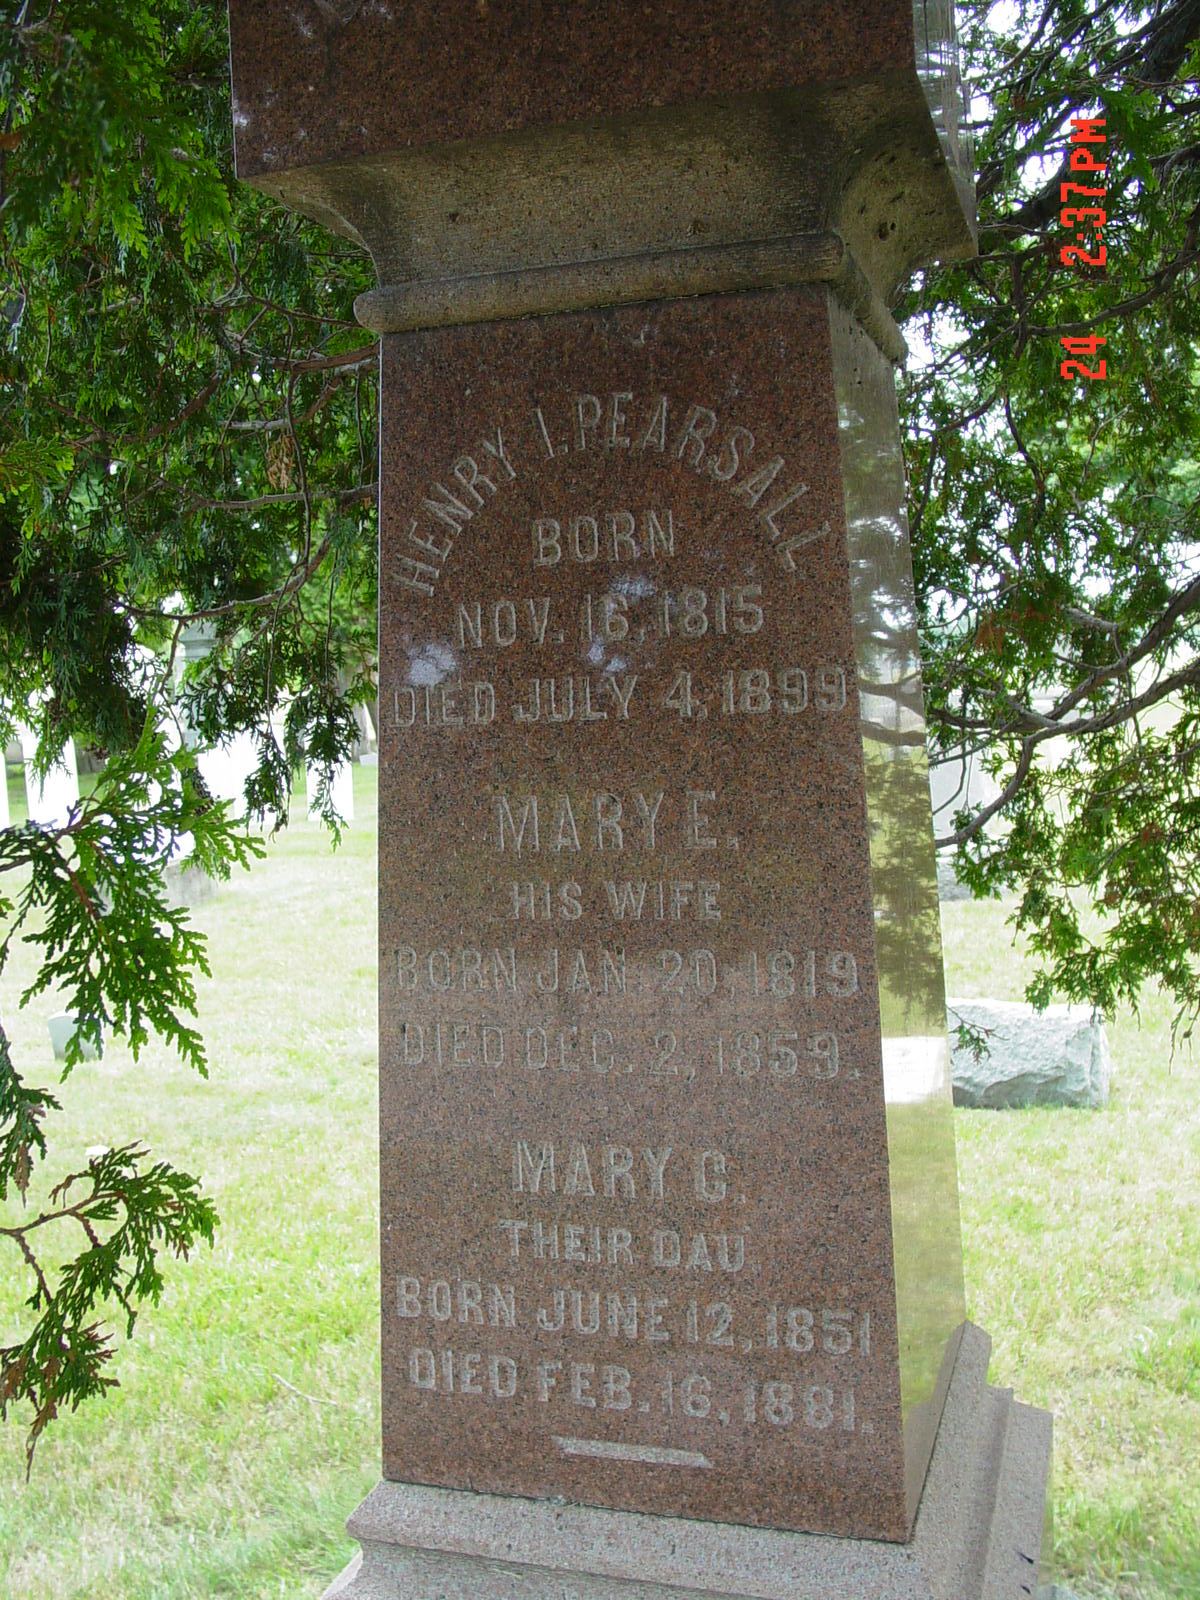 HENRY I. PEARSALL
BORN
NOV. 16, 1815
DIED JULY 4, 1899
MARY E.
HIS WIFE
BORN JAN. 20, 1819
DIED DEC. 2, 1859.
MARY G.
THEIR DAU
BORN JUNE 12, 1851
DIED FEB. 16, 1881.
24 2:37PM